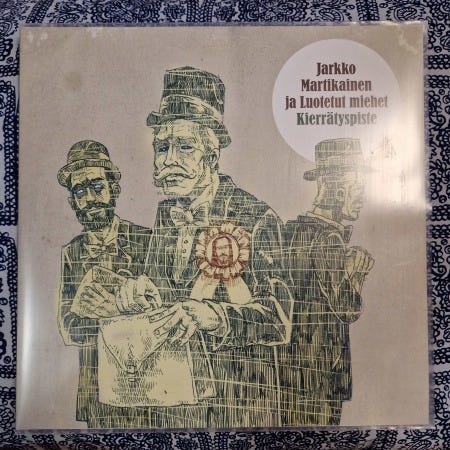 Jarkko
Martikainen
ja Luotetut miehet
Kierrätyspiste